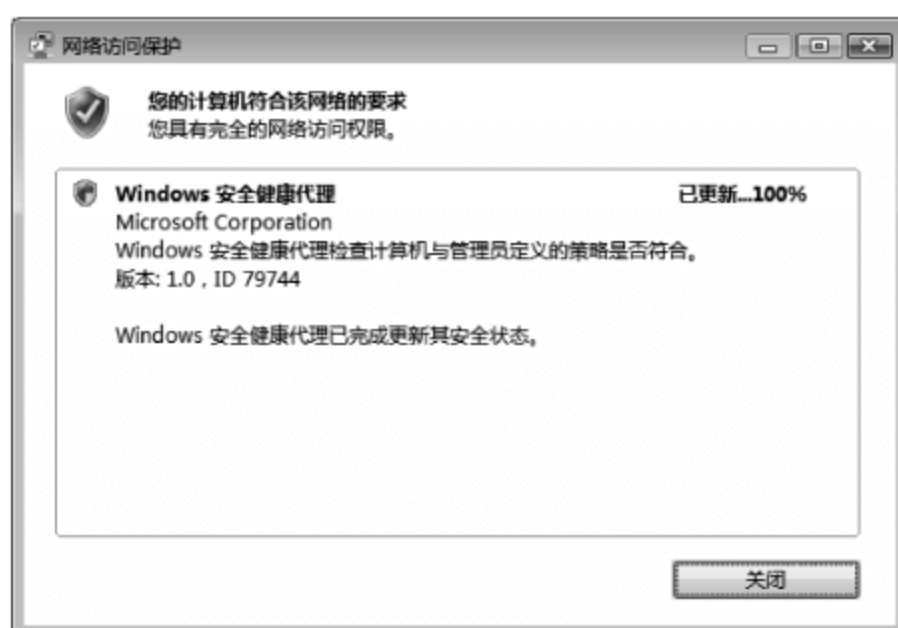 网络访问保护
您的计算机符合该网络的要求
您具有完全的网络访问权限。
Windows 安全健康代理 已更新...100%
Microsoft Corporation
Windows 安全健康代理检查计算机与管理员定义的策略是否符合。
版本: 1.0 , ID 79744
Windows 安全健康代理已完成更新其安全状态。
关闭